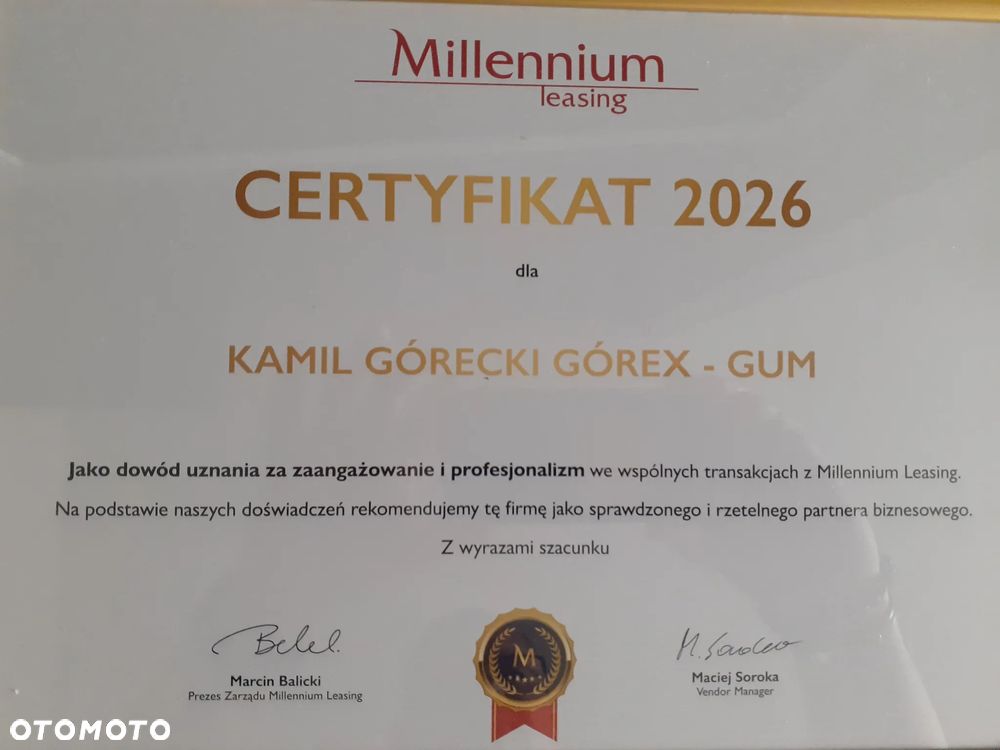 Millennium
leasing
CERTYFIKAT 2026
dla
KAMIL GÓRECKI GÓREX - GUM
Jako dowód uznania za zaangażowanie i profesjonalizm we wspólnych transakcjach z Millennium Leasing.
Na podstawie naszych doświadczeń rekomendujemy tę firmę jako sprawdzonego i rzetelnego partnera biznesowego.
Z wyrazami szacunku
M
Marcin Balicki
Prezes Zarządu Millennium Leasing
Maciej Soroka
Vendor Manager
OTOMOTO